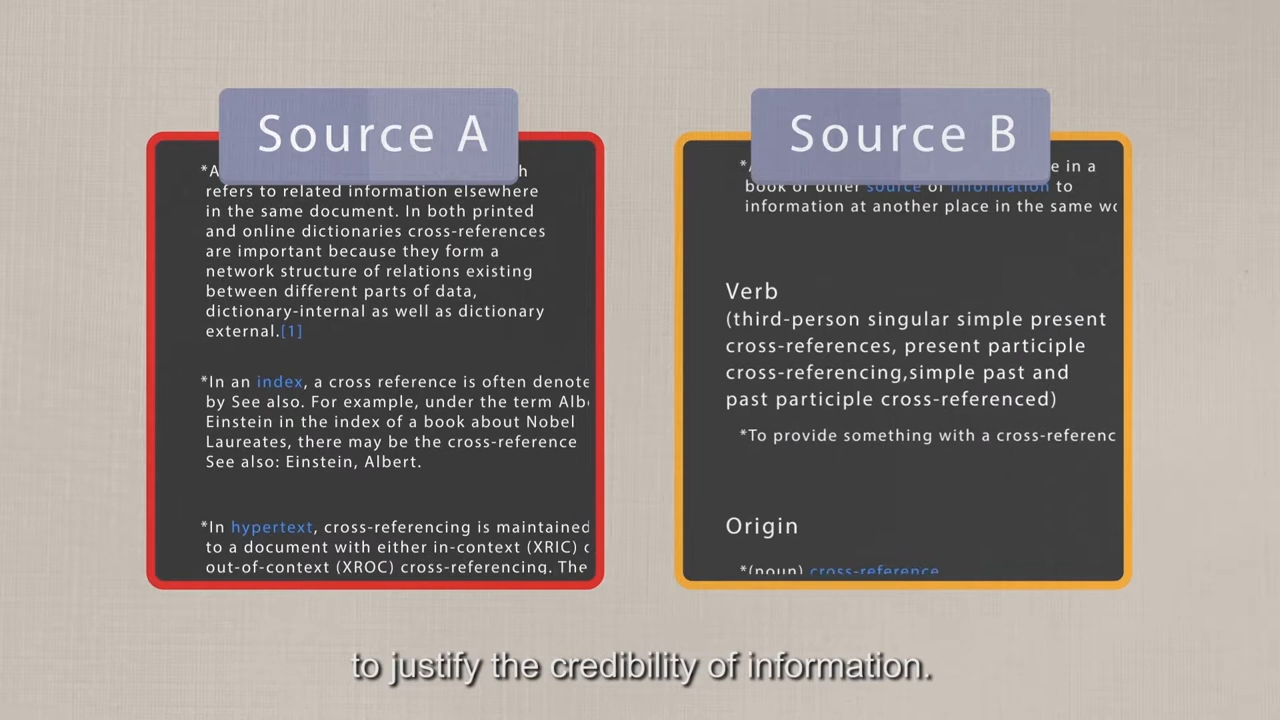 Source A
*A
h
refers to related information elsewhere
in the same document. In both printed
and online dictionaries cross-references
are important because they form a
network structure of relations existing
between different parts of data,
dictionary-internal as well as dictionary
external.[1]
*In an index, a cross reference is often denote
by See also. For example, under the term Alb
Einstein in the index of a book about Nobel
Laureates, there may be the cross-reference
See also: Einstein, Albert.
*In hypertext, cross-referencing is maintained
to a document with either in-context (XRIC)
out-of-context (XROC) cross-referencing. The
Source B
e in a
book or other source of information to
information at another place in the same
Verb
(third-person singular simple present
cross-references, present participle
cross-referencing,simple past and
past participle cross-referenced)
*To provide something with a cross-referenc
Origin
*(noun) cross-reference
to justify the credibility of information.